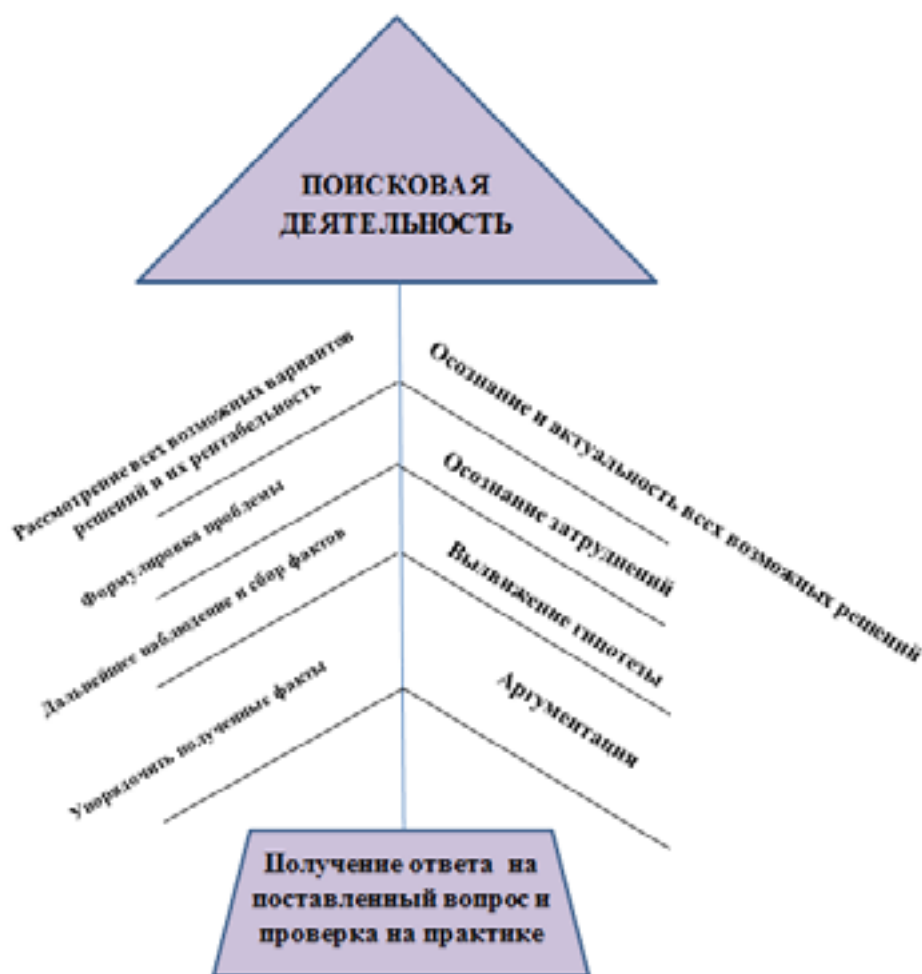 ПОИСКОВАЯ
ДЕЯТЕЛЬНОСТЬ
Рассмотрение всех возможных вариантов
решений и их рентабельность
Осознание и актуальность всех возможных решений
Формулировка проблемы
Осознание затруднений
Дальнейшее наблюдение и сбор фактов
Выдвижение гипотезы
Упорядочить полученные факты
Аргументация
Получение ответа на
поставленный вопрос и
проверка на практике